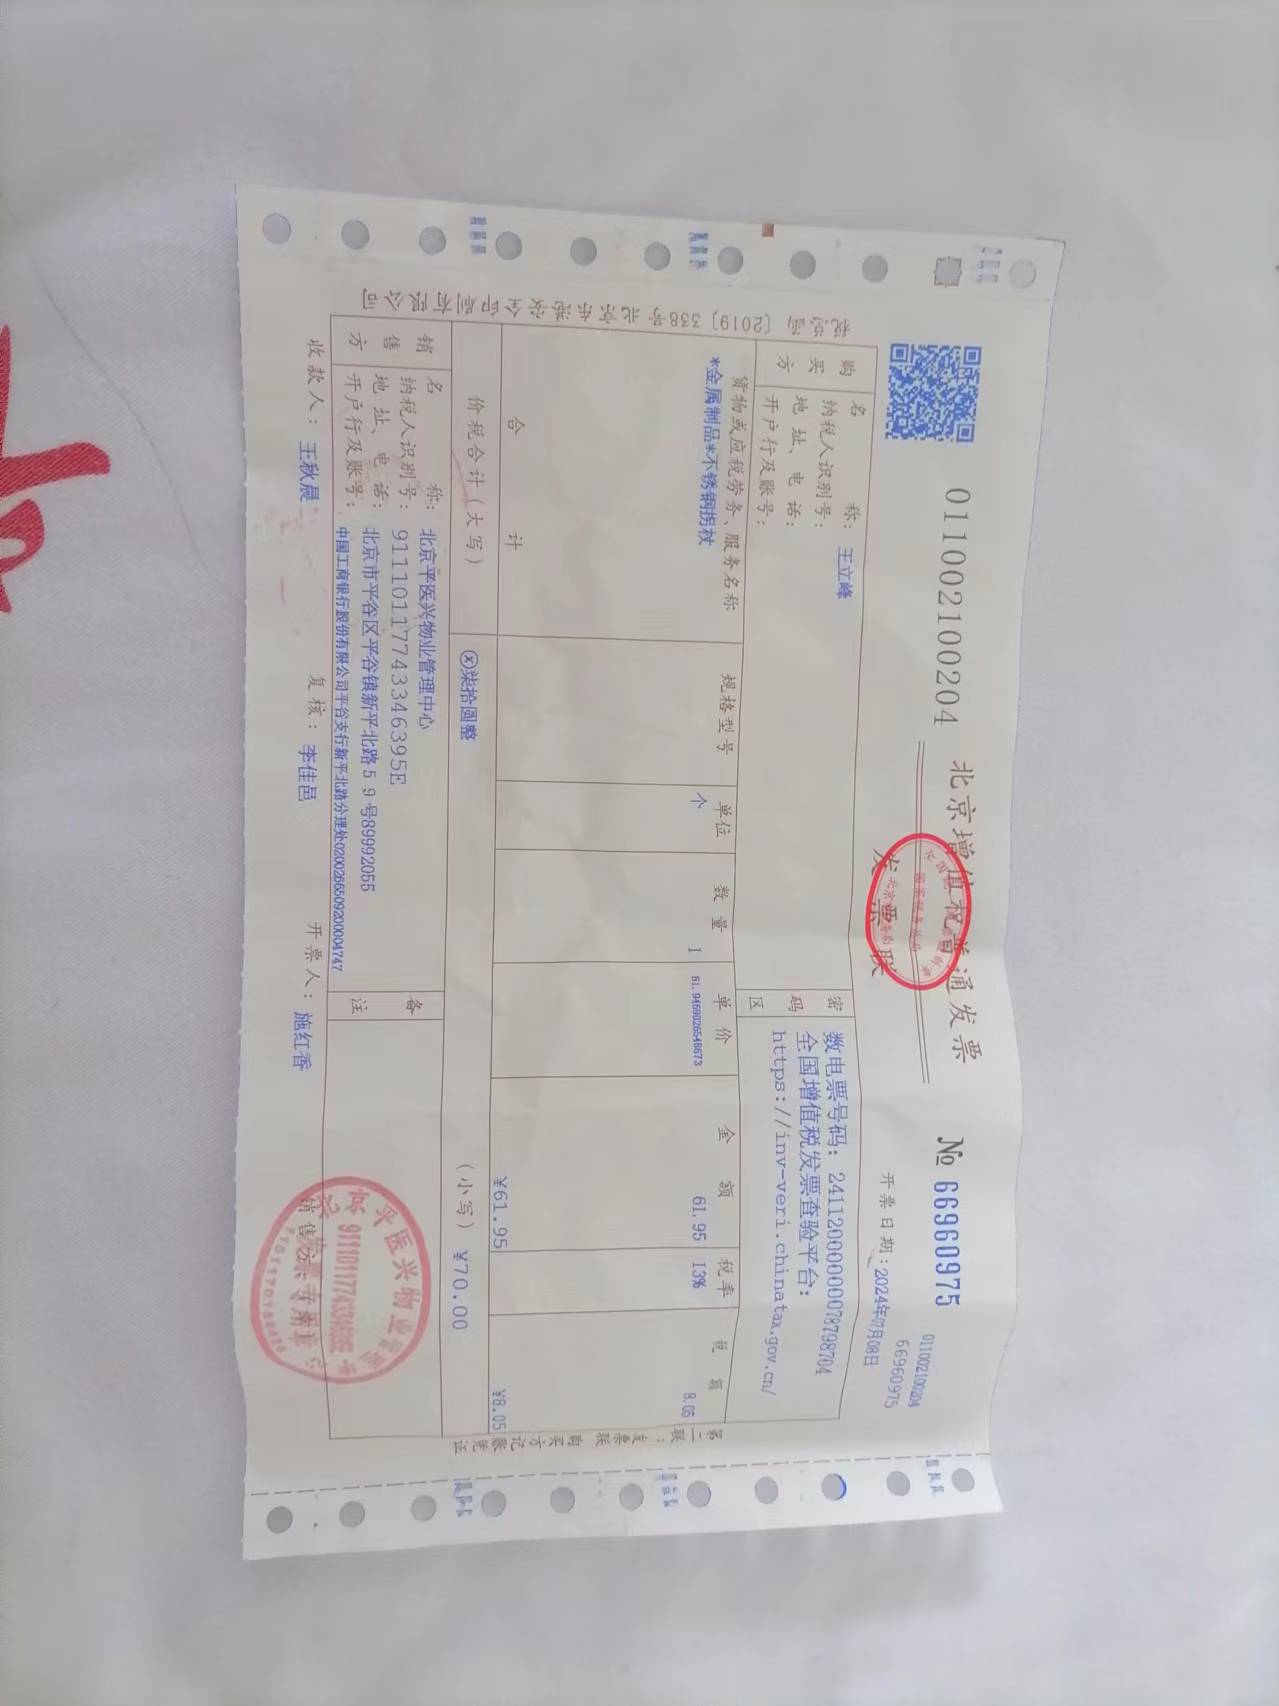 011002100204 北京增值税普通发票 № 66960975
发票联
011002100204
66960975
开票日期：2024年07月08日
税总函〔2019〕338号北京东港安全印刷有限公司
购买方
名称：王立峰
纳税人识别号：
地址、电话：
开户行及账号：
密码区
数电票号码：24112000000078798704
全国增值税发票查验平台：
https://inv-veri.chinatax.gov.cn/
货物或应税劳务、服务名称 规格型号 单位 数量 单价 金额 税率 税额
*金属制品*不锈钢拐杖 个 1 61.9469026548673 61.95 13% 8.05
合计 ¥61.95 ¥8.05
价税合计（大写） ⓧ柒拾圆整 （小写）¥70.00
销售方
名称：北京平医兴物业管理中心
纳税人识别号：91110117743346395E
地址、电话：北京市平谷区平谷镇新平北路59号89992055
开户行及账号：中国工商银行股份有限公司平谷支行新平北路分理处0200265509200004747
备注
收款人：王秋晨 复核：李佳邑 开票人：施红香 销售方：
第二联：发票联 购买方记账凭证
北京平医兴物业管理中心
91110117743346395E
发票专用章